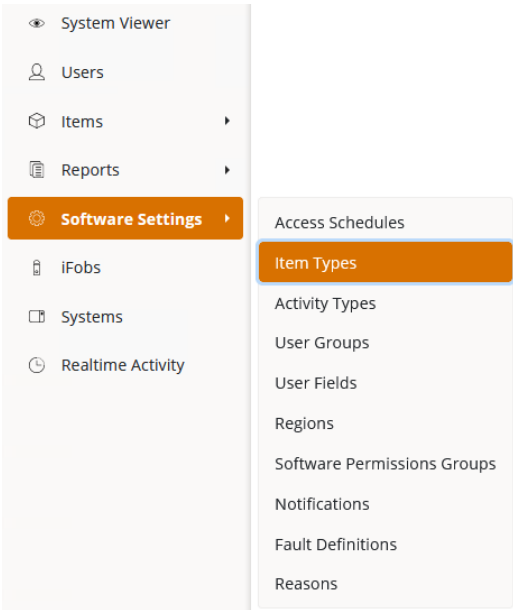 System Viewer
Users
Items
Reports
Software Settings
iFobs
Systems
Realtime Activity
Access Schedules
Item Types
Activity Types
User Groups
User Fields
Regions
Software Permissions Groups
Notifications
Fault Definitions
Reasons